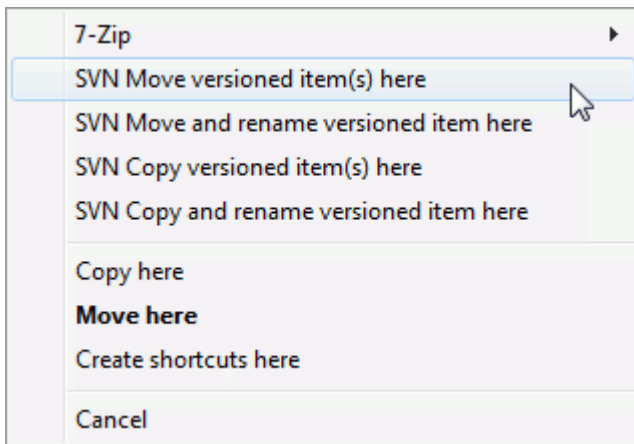 7-Zip
SVN Move versioned item(s) here
SVN Move and rename versioned item here
SVN Copy versioned item(s) here
SVN Copy and rename versioned item here
Copy here
Move here
Create shortcuts here
Cancel